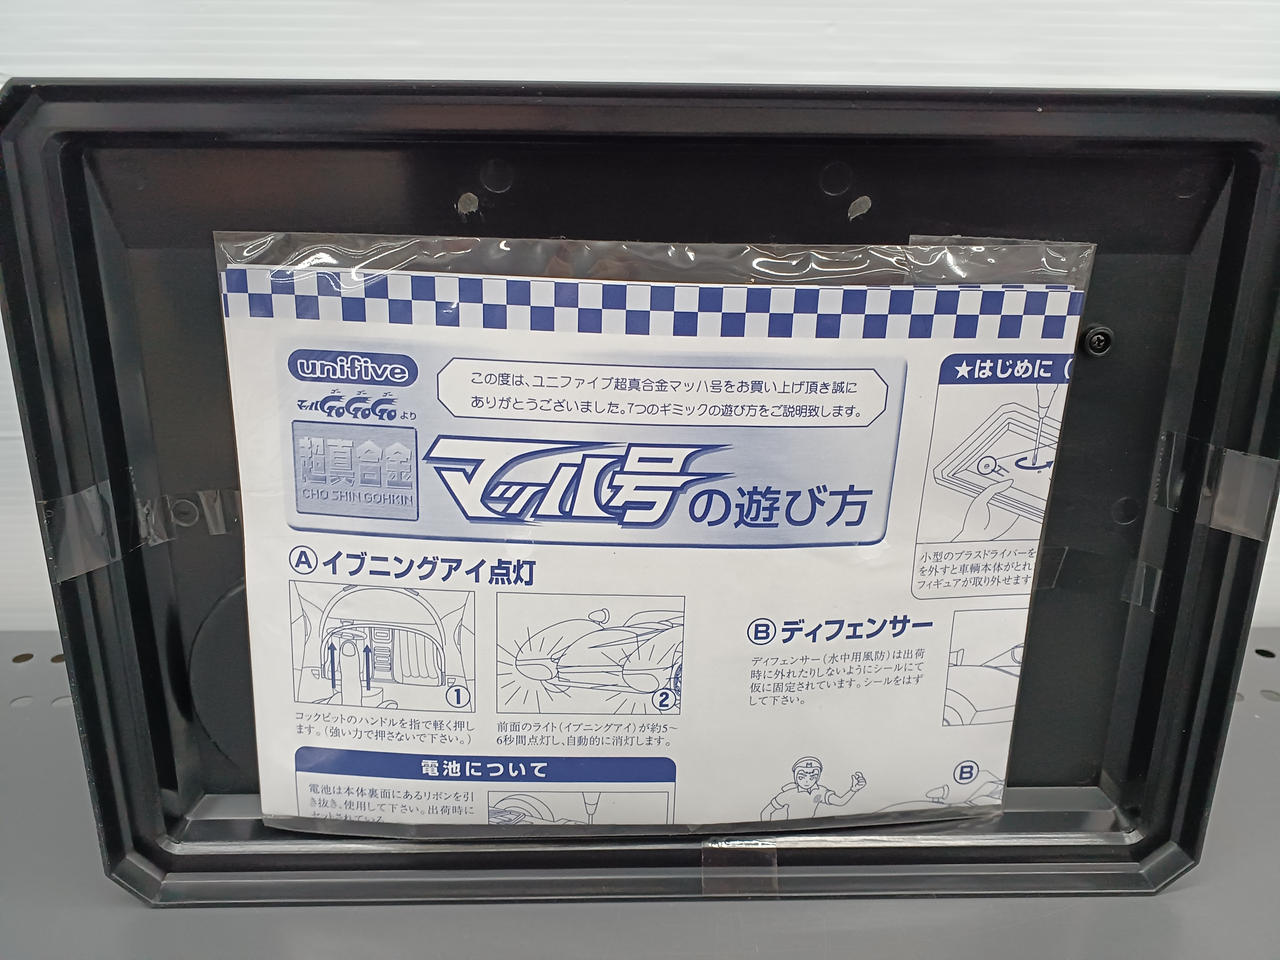 unifive
マッハGoGoGoより
この度は、ユニファイブ超真合金マッハ号をお買い上げ頂き誠に
ありがとうございました。7つのギミックの遊び方をご説明致します。
超真合金
CHO SHIN GOHKIN
マッハ号の遊び方
Ⓐイブニングアイ点灯
1
2
コックピットのハンドルを指で軽く押し
ます。(強い力で押さないで下さい。)
前面のライト(イブニングアイ)が約5〜
6秒間点灯し、自動的に消灯します。
電池について
電池は本体裏面にあるリボンを引
き抜き、使用して下さい。出荷時に
セットされている
★はじめに(
小型のプラスドライバーを
を外すと車輌本体がとれ
フィギュアが取り外せます
Ⓑディフェンサー
ディフェンサー(水中用風防)は出荷
時に外れたりしないようにシールにて
仮に固定されています。シールをはず
して下さい。
M
Ⓑ